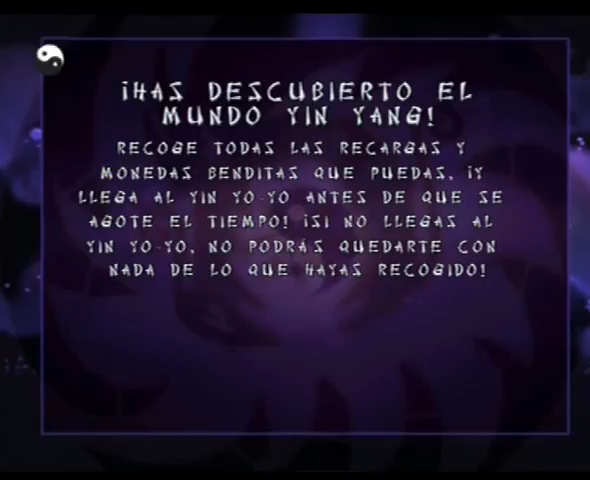 ¡HAS DESCUBIERTO EL
MUNDO YIN YANG!
RECOGE TODAS LAS RECARGAS Y
MONEDAS BENDITAS QUE PUEDAS, ¡Y
LLEGA AL YIN YO-YO ANTES DE QUE SE
AGOTE EL TIEMPO! ¡SI NO LLEGAS AL
YIN YO-YO, NO PODRÁS QUEDARTE CON
NADA DE LO QUE HAYAS RECOGIDO!